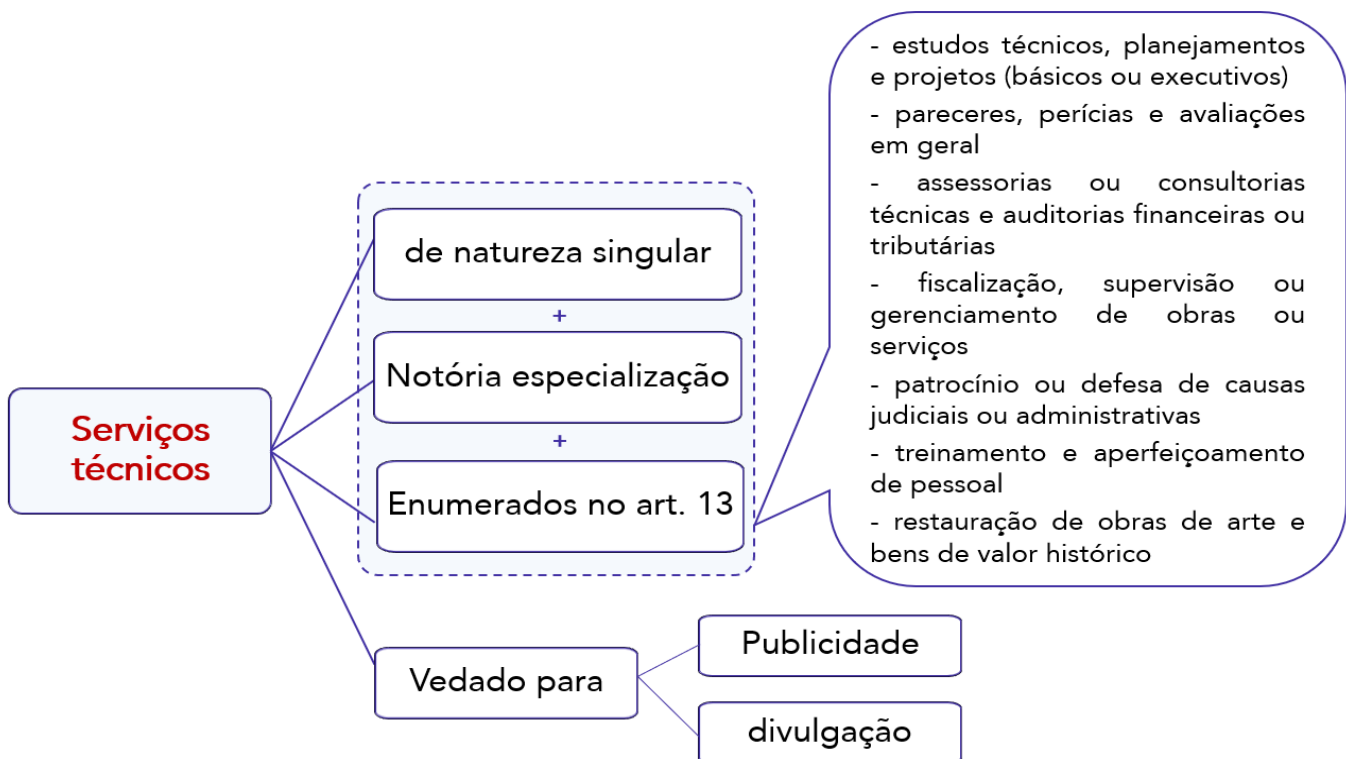 Serviços
técnicos
de natureza singular
+
Notória especialização
+
Enumerados no art. 13
- estudos técnicos, planejamentos
e projetos (básicos ou executivos)
- pareceres, perícias e avaliações
em geral
- assessorias ou consultorias
técnicas e auditorias financeiras ou
tributárias
- fiscalização, supervisão ou
gerenciamento de obras ou
serviços
- patrocínio ou defesa de causas
judiciais ou administrativas
- treinamento e aperfeiçoamento
de pessoal
- restauração de obras de arte e
bens de valor histórico
Vedado para
Publicidade
divulgação